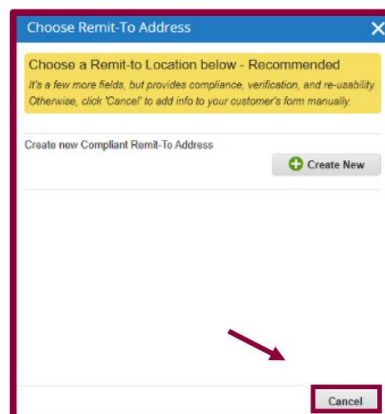 Choose Remit-To Address
Choose a Remit-to Location below - Recommended
It's a few more fields, but provides compliance, verification, and re-usability.
Otherwise, click 'Cancel' to add info to your customer's form manually.
Create new Compliant Remit-To Address
Create New
Cancel